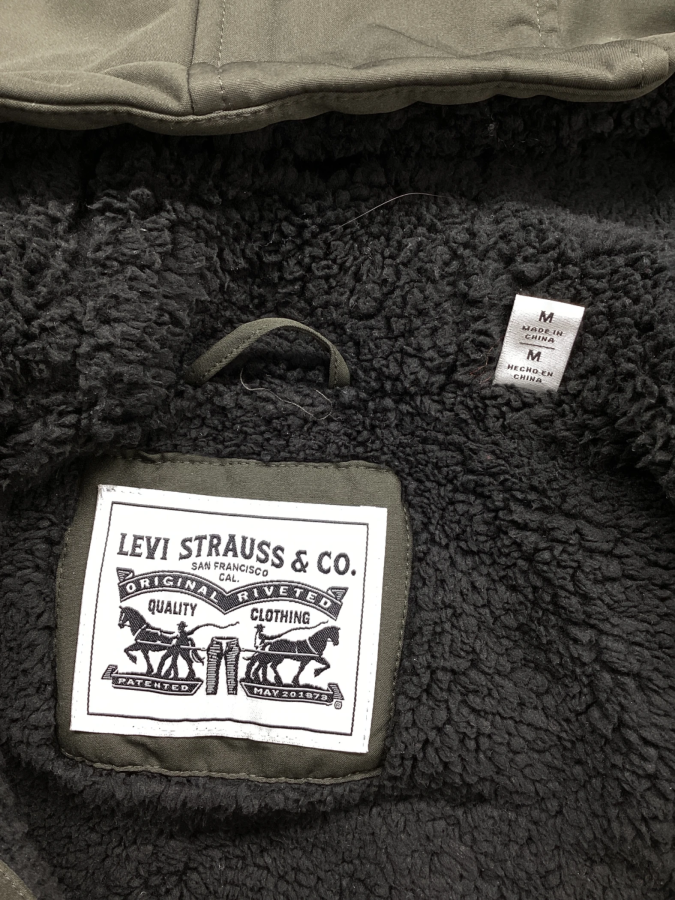 M
MADE IN
CHINA
M
HECHO EN
CHINA
LEVI STRAUSS & CO.
SAN FRANCISCO
CAL.
ORIGINAL RIVETED
QUALITY CLOTHING
PATENTED MAY 20 1873
®